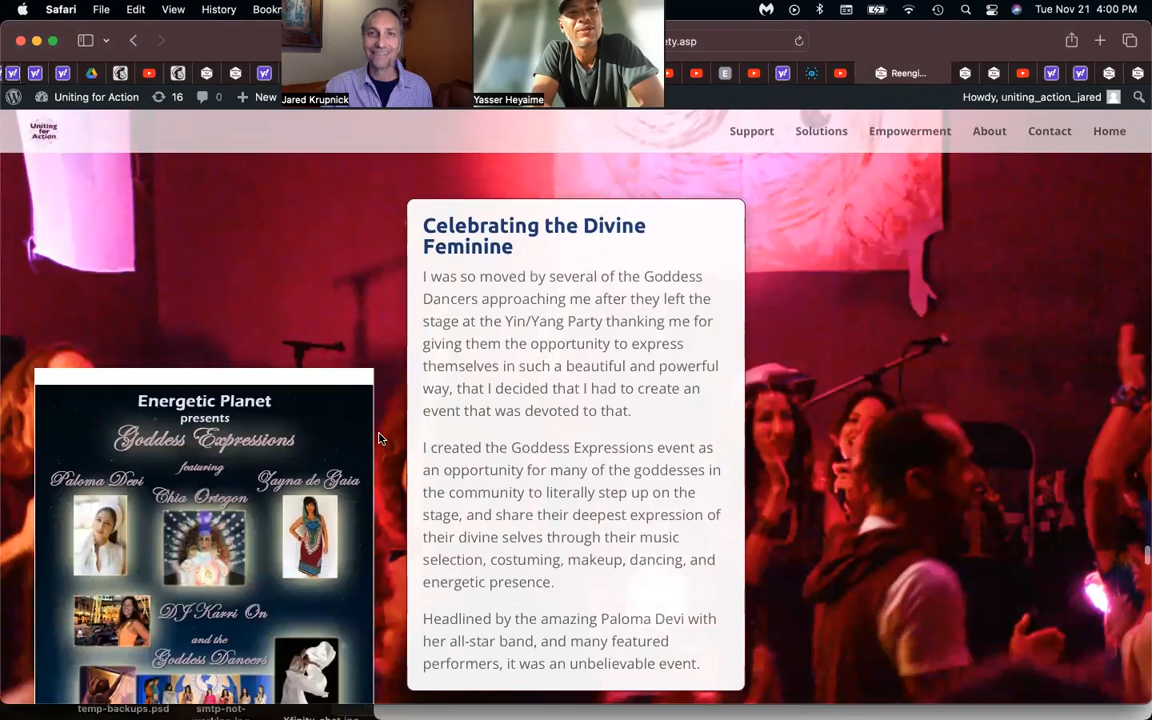 Safari File Edit View History Bookm
Tue Nov 21 4:00 PM
ety.asp
Reengi...
Jared Krupnick
Yasser Heyaime
Uniting for Action 16 0 New
Howdy, uniting_action_jared
Uniting
for
Action
Support Solutions Empowerment About Contact Home
Celebrating the Divine
Feminine
I was so moved by several of the Goddess
Dancers approaching me after they left the
stage at the Yin/Yang Party thanking me for
giving them the opportunity to express
themselves in such a beautiful and powerful
way, that I decided that I had to create an
event that was devoted to that.
I created the Goddess Expressions event as
an opportunity for many of the goddesses in
the community to literally step up on the
stage, and share their deepest expression of
their divine selves through their music
selection, costuming, makeup, dancing, and
energetic presence.
Headlined by the amazing Paloma Devi with
her all-star band, and many featured
performers, it was an unbelievable event.
Energetic Planet
presents
Goddess Expressions
featuring
Paloma Devi
Chia Ortegon
Zayna de Gaia
DJ Karri On
and the
Goddess Dancers
temp-backups.psd
smtp-not-